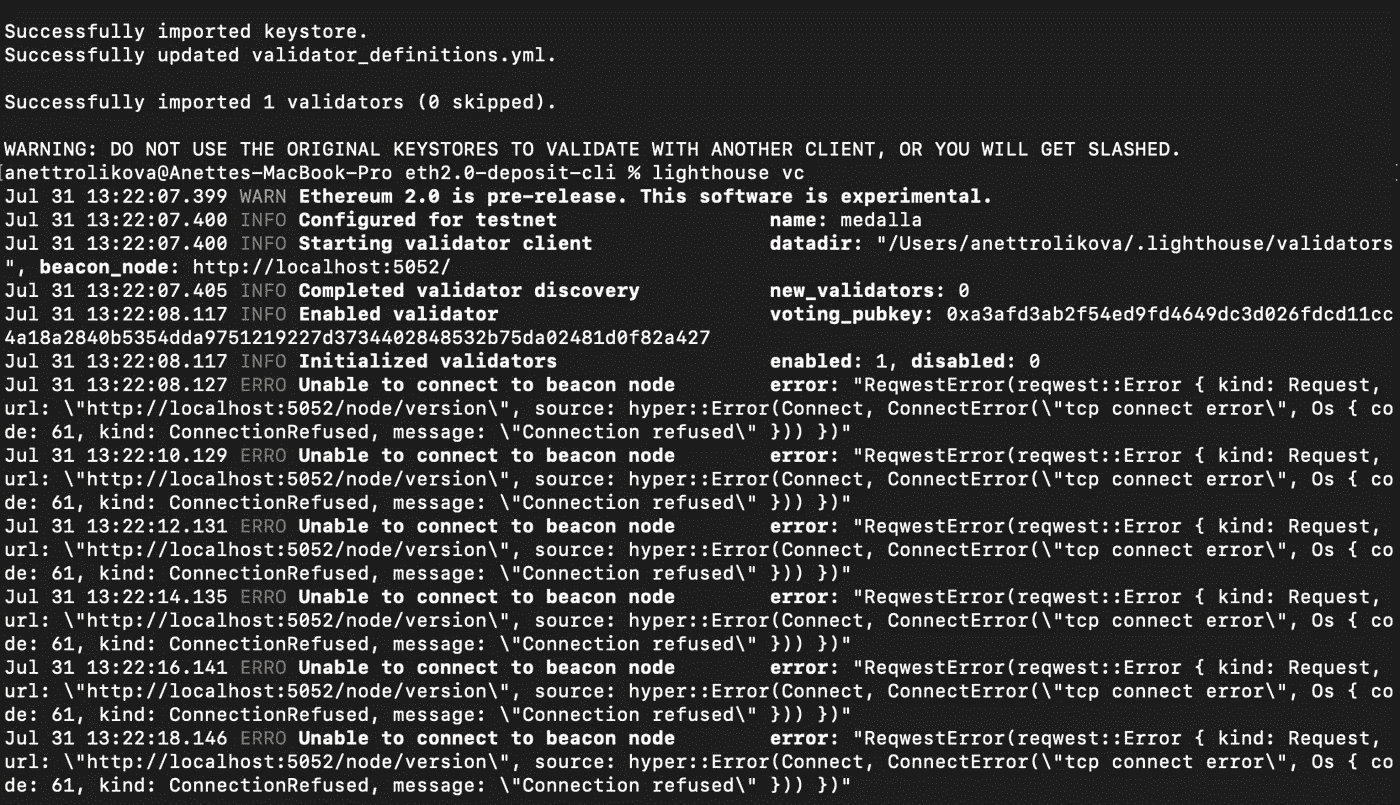 Successfully imported keystore.
Successfully updated validator_definitions.yml.
Successfully imported 1 validators (0 skipped).
WARNING: DO NOT USE THE ORIGINAL KEYSTORES TO VALIDATE WITH ANOTHER CLIENT, OR YOU WILL GET SLASHED.
[anettrolikova@Anettes-MacBook-Pro eth2.0-deposit-cli % lighthouse vc
Jul 31 13:22:07.399 WARN Ethereum 2.0 is pre-release. This software is experimental.
Jul 31 13:22:07.400 INFO Configured for testnet                  name: medalla
Jul 31 13:22:07.400 INFO Starting validator client               datadir: "/Users/anettrolikova/.lighthouse/validators
", beacon_node: http://localhost:5052/
Jul 31 13:22:07.405 INFO Completed validator discovery           new_validators: 0
Jul 31 13:22:08.117 INFO Enabled validator                       voting_pubkey: 0xa3afd3ab2f54ed9fd4649dc3d026fdcd11cc
4a18a2840b5354dda9751219227d3734402848532b75da02481d0f82a427
Jul 31 13:22:08.117 INFO Initialized validators                  enabled: 1, disabled: 0
Jul 31 13:22:08.127 ERRO Unable to connect to beacon node        error: "ReqwestError(reqwest::Error { kind: Request,
url: \"http://localhost:5052/node/version\", source: hyper::Error(Connect, ConnectError(\"tcp connect error\", Os { co
de: 61, kind: ConnectionRefused, message: \"Connection refused\" })) })"
Jul 31 13:22:10.129 ERRO Unable to connect to beacon node        error: "ReqwestError(reqwest::Error { kind: Request,
url: \"http://localhost:5052/node/version\", source: hyper::Error(Connect, ConnectError(\"tcp connect error\", Os { co
de: 61, kind: ConnectionRefused, message: \"Connection refused\" })) })"
Jul 31 13:22:12.131 ERRO Unable to connect to beacon node        error: "ReqwestError(reqwest::Error { kind: Request,
url: \"http://localhost:5052/node/version\", source: hyper::Error(Connect, ConnectError(\"tcp connect error\", Os { co
de: 61, kind: ConnectionRefused, message: \"Connection refused\" })) })"
Jul 31 13:22:14.135 ERRO Unable to connect to beacon node        error: "ReqwestError(reqwest::Error { kind: Request,
url: \"http://localhost:5052/node/version\", source: hyper::Error(Connect, ConnectError(\"tcp connect error\", Os { co
de: 61, kind: ConnectionRefused, message: \"Connection refused\" })) })"
Jul 31 13:22:16.141 ERRO Unable to connect to beacon node        error: "ReqwestError(reqwest::Error { kind: Request,
url: \"http://localhost:5052/node/version\", source: hyper::Error(Connect, ConnectError(\"tcp connect error\", Os { co
de: 61, kind: ConnectionRefused, message: \"Connection refused\" })) })"
Jul 31 13:22:18.146 ERRO Unable to connect to beacon node        error: "ReqwestError(reqwest::Error { kind: Request,
url: \"http://localhost:5052/node/version\", source: hyper::Error(Connect, ConnectError(\"tcp connect error\", Os { co
de: 61, kind: ConnectionRefused, message: \"Connection refused\" })) })"